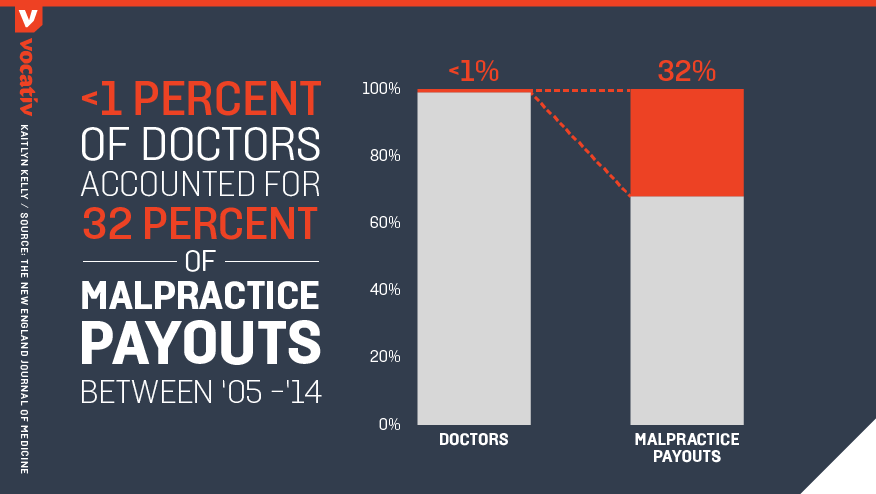 v
vocativ
KAITLYN KELLY / SOURCE: THE NEW ENGLAND JOURNAL OF MEDICINE
<1 PERCENT
OF DOCTORS
ACCOUNTED FOR
32 PERCENT
OF
MALPRACTICE
PAYOUTS
BETWEEN '05 –'14
<1%
32%
100%
80%
60%
40%
20%
0%
DOCTORS
MALPRACTICE
PAYOUTS